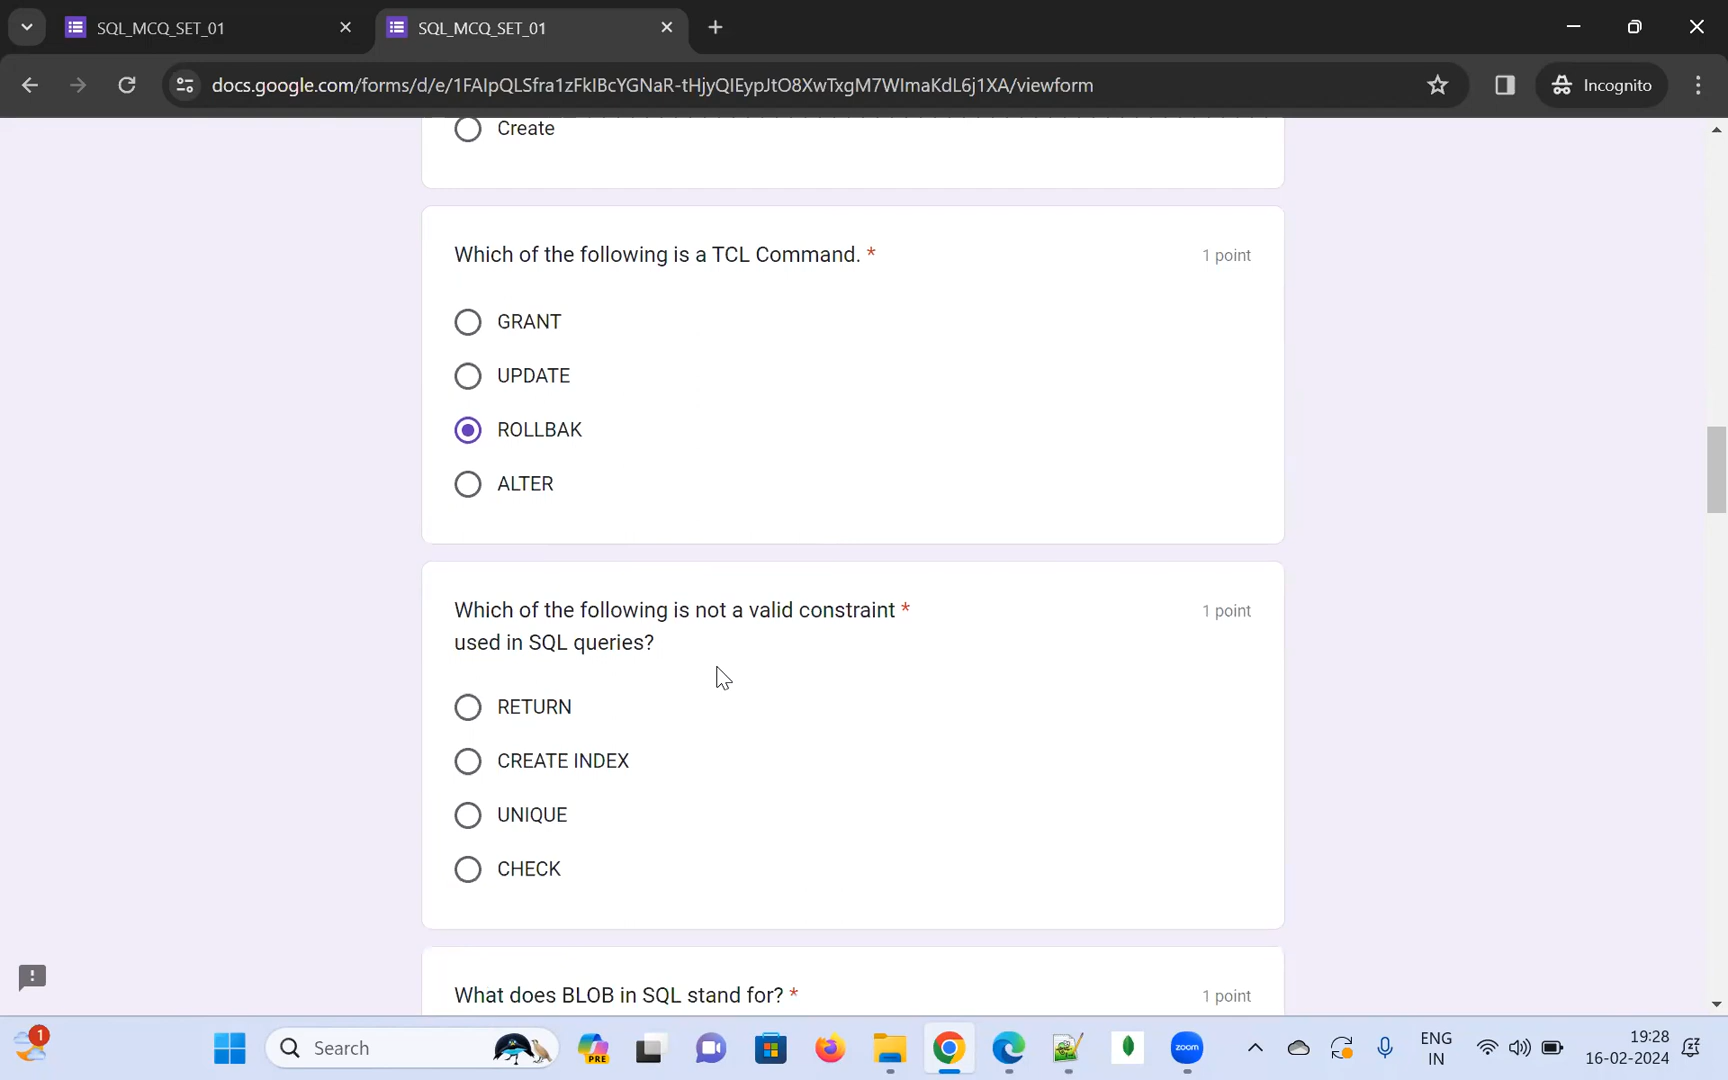 SQL_MCQ_SET_01
SQL_MCQ_SET_01
docs.google.com/forms/d/e/1FAIpQLSfra1zFkIBcYGNaR-tHjyQIEypJtO8XwTxgM7WImaKdL6j1XA/viewform
Incognito
Create
Which of the following is a TCL Command. *
1 point
GRANT
UPDATE
ROLLBAK
ALTER
Which of the following is not a valid constraint *
1 point
used in SQL queries?
RETURN
CREATE INDEX
UNIQUE
CHECK
What does BLOB in SQL stand for? *
1 point
1
Search
PRE
zoom
ENG
IN
19:28
16-02-2024